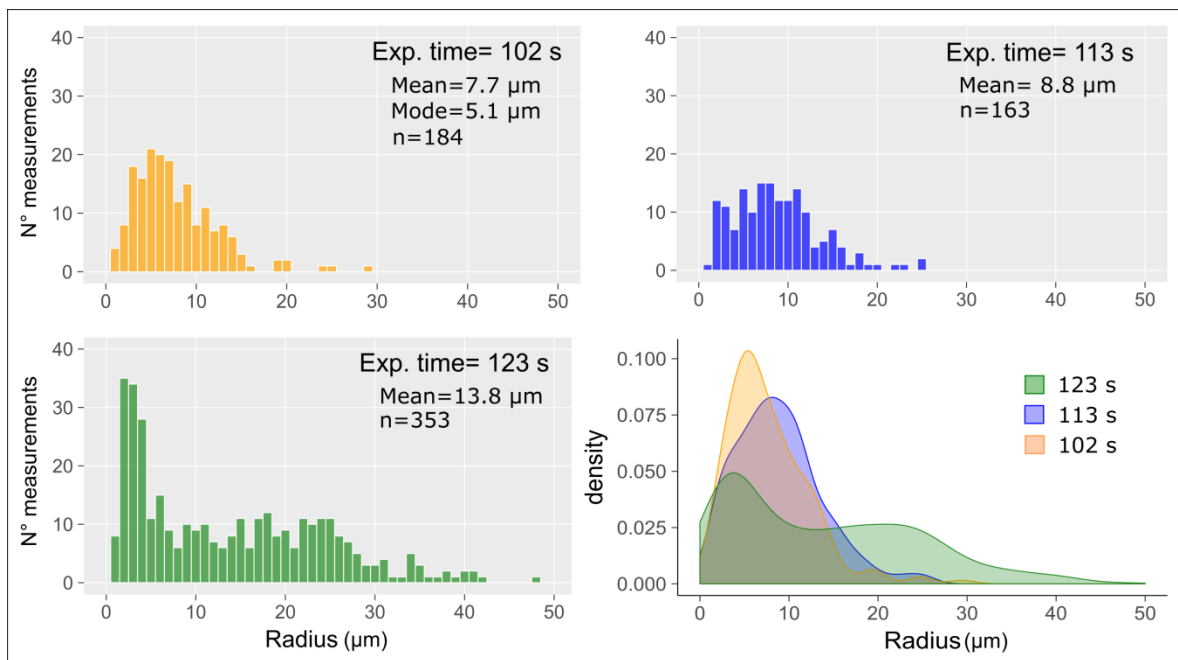 Exp. time= 102 s
Mean=7.7 µm
Mode=5.1 µm
n=184
N° measurements
40
30
20
10
0
0 10 20 30 40 50
Exp. time= 113 s
Mean= 8.8 µm
n=163
40
30
20
10
0
0 10 20 30 40 50
Exp. time= 123 s
Mean=13.8 µm
n=353
N° measurements
40
30
20
10
0
0 10 20 30 40 50
Radius (µm)
123 s
113 s
102 s
density
0.100
0.075
0.050
0.025
0.000
0 10 20 30 40 50
Radius (µm)